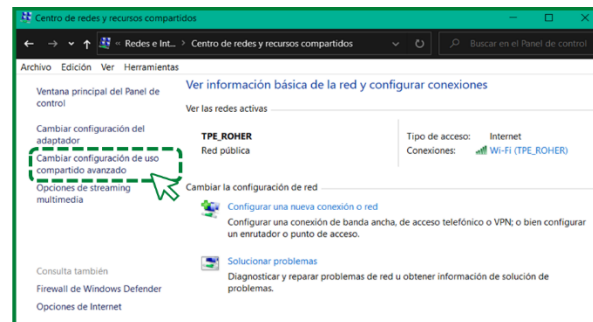 Centro de redes y recursos compartidos
« Redes e Int... > Centro de redes y recursos compartidos
Buscar en el Panel de control
Archivo Edición Ver Herramientas
Ventana principal del Panel de
control
Cambiar configuración del
adaptador
Cambiar configuración de uso
compartido avanzado
Opciones de streaming
multimedia
Consulta también
Firewall de Windows Defender
Opciones de Internet
Ver información básica de la red y configurar conexiones
Ver las redes activas
TPE_ROHER
Red pública
Tipo de acceso: Internet
Conexiones: Wi-Fi (TPE_ROHER)
Cambiar la configuración de red
Configurar una nueva conexión o red
Configurar una conexión de banda ancha, de acceso telefónico o VPN; o bien configurar
un enrutador o punto de acceso.
Solucionar problemas
Diagnosticar y reparar problemas de red u obtener información de solución de
problemas.